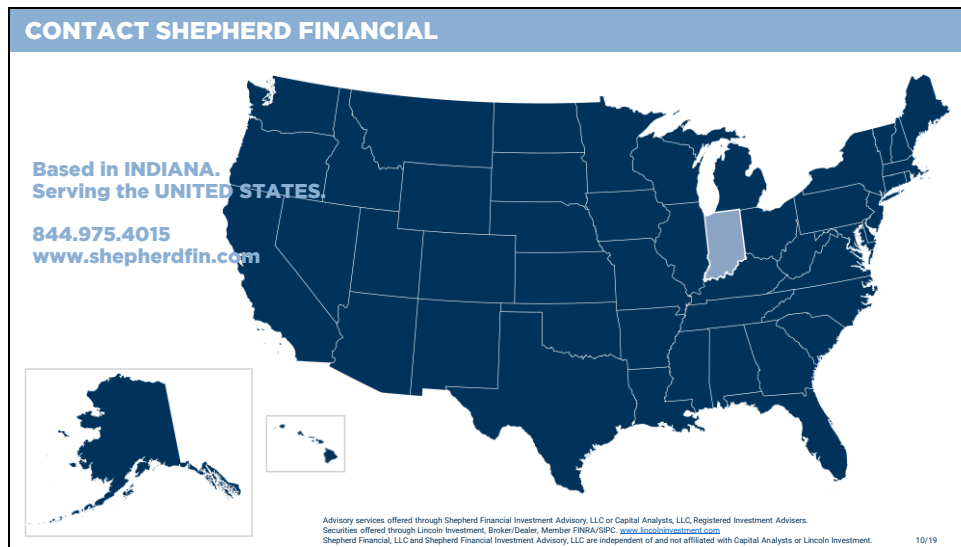 CONTACT SHEPHERD FINANCIAL
Based in INDIANA.
Serving the UNITED STATES.
844.975.4015
www.shepherdfin.com
Advisory services offered through Shepherd Financial Investment Advisory, LLC or Capital Analysts, LLC, Registered Investment Advisers.
Securities offered through Lincoln Investment, Broker/Dealer, Member FINRA/SIPC. www.lincolninvestment.com
Shepherd Financial, LLC and Shepherd Financial Investment Advisory, LLC are independent of and not affiliated with Capital Analysts or Lincoln Investment.
10/19